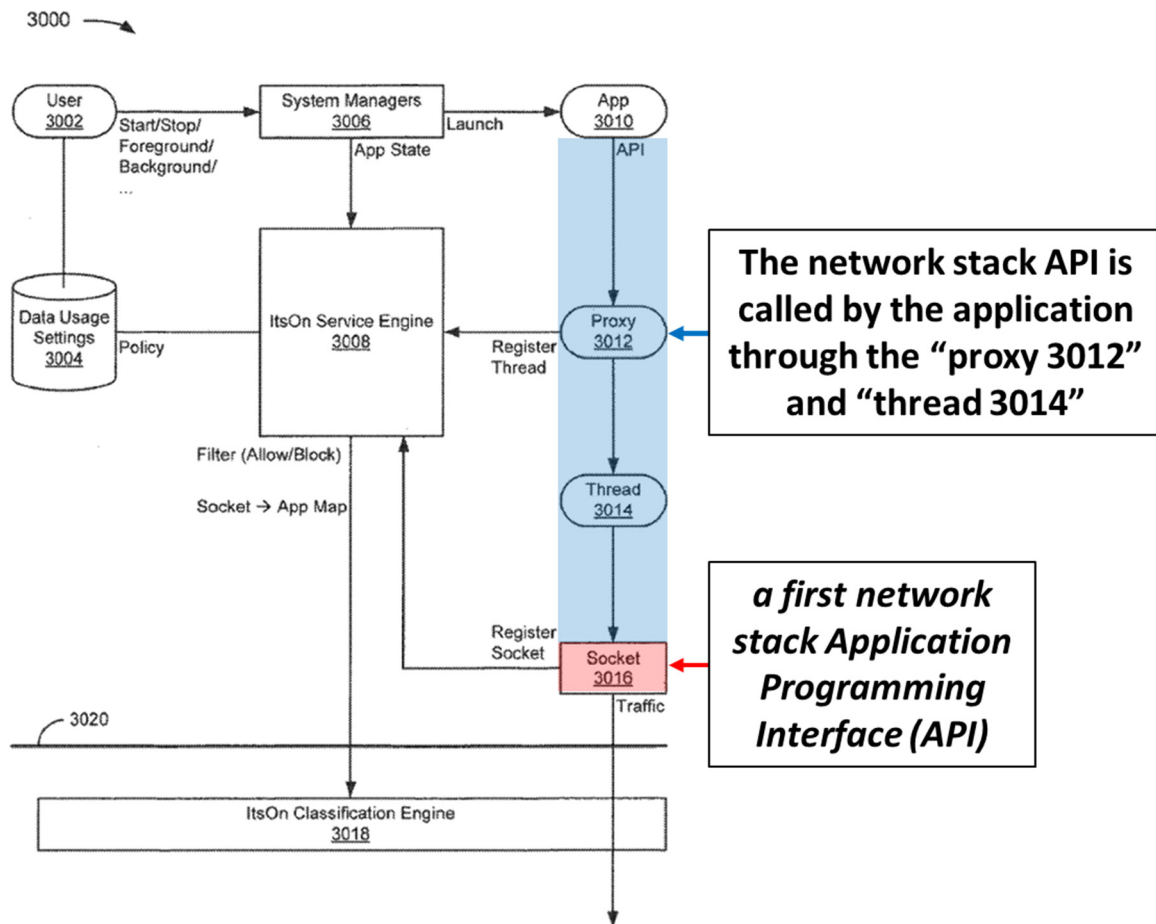 3000
User
3002
Start/Stop/
Foreground/
Background/
...
System Managers
3006
Launch
App State
App
3010
API
Data Usage
Settings
3004
Policy
ItsOn Service Engine
3008
Register
Thread
Proxy
3012
The network stack API is
called by the application
through the “proxy 3012”
and “thread 3014”
Filter (Allow/Block)
Socket → App Map
Thread
3014
Register
Socket
Socket
3016
Traffic
a first network
stack Application
Programming
Interface (API)
3020
ItsOn Classification Engine
3018